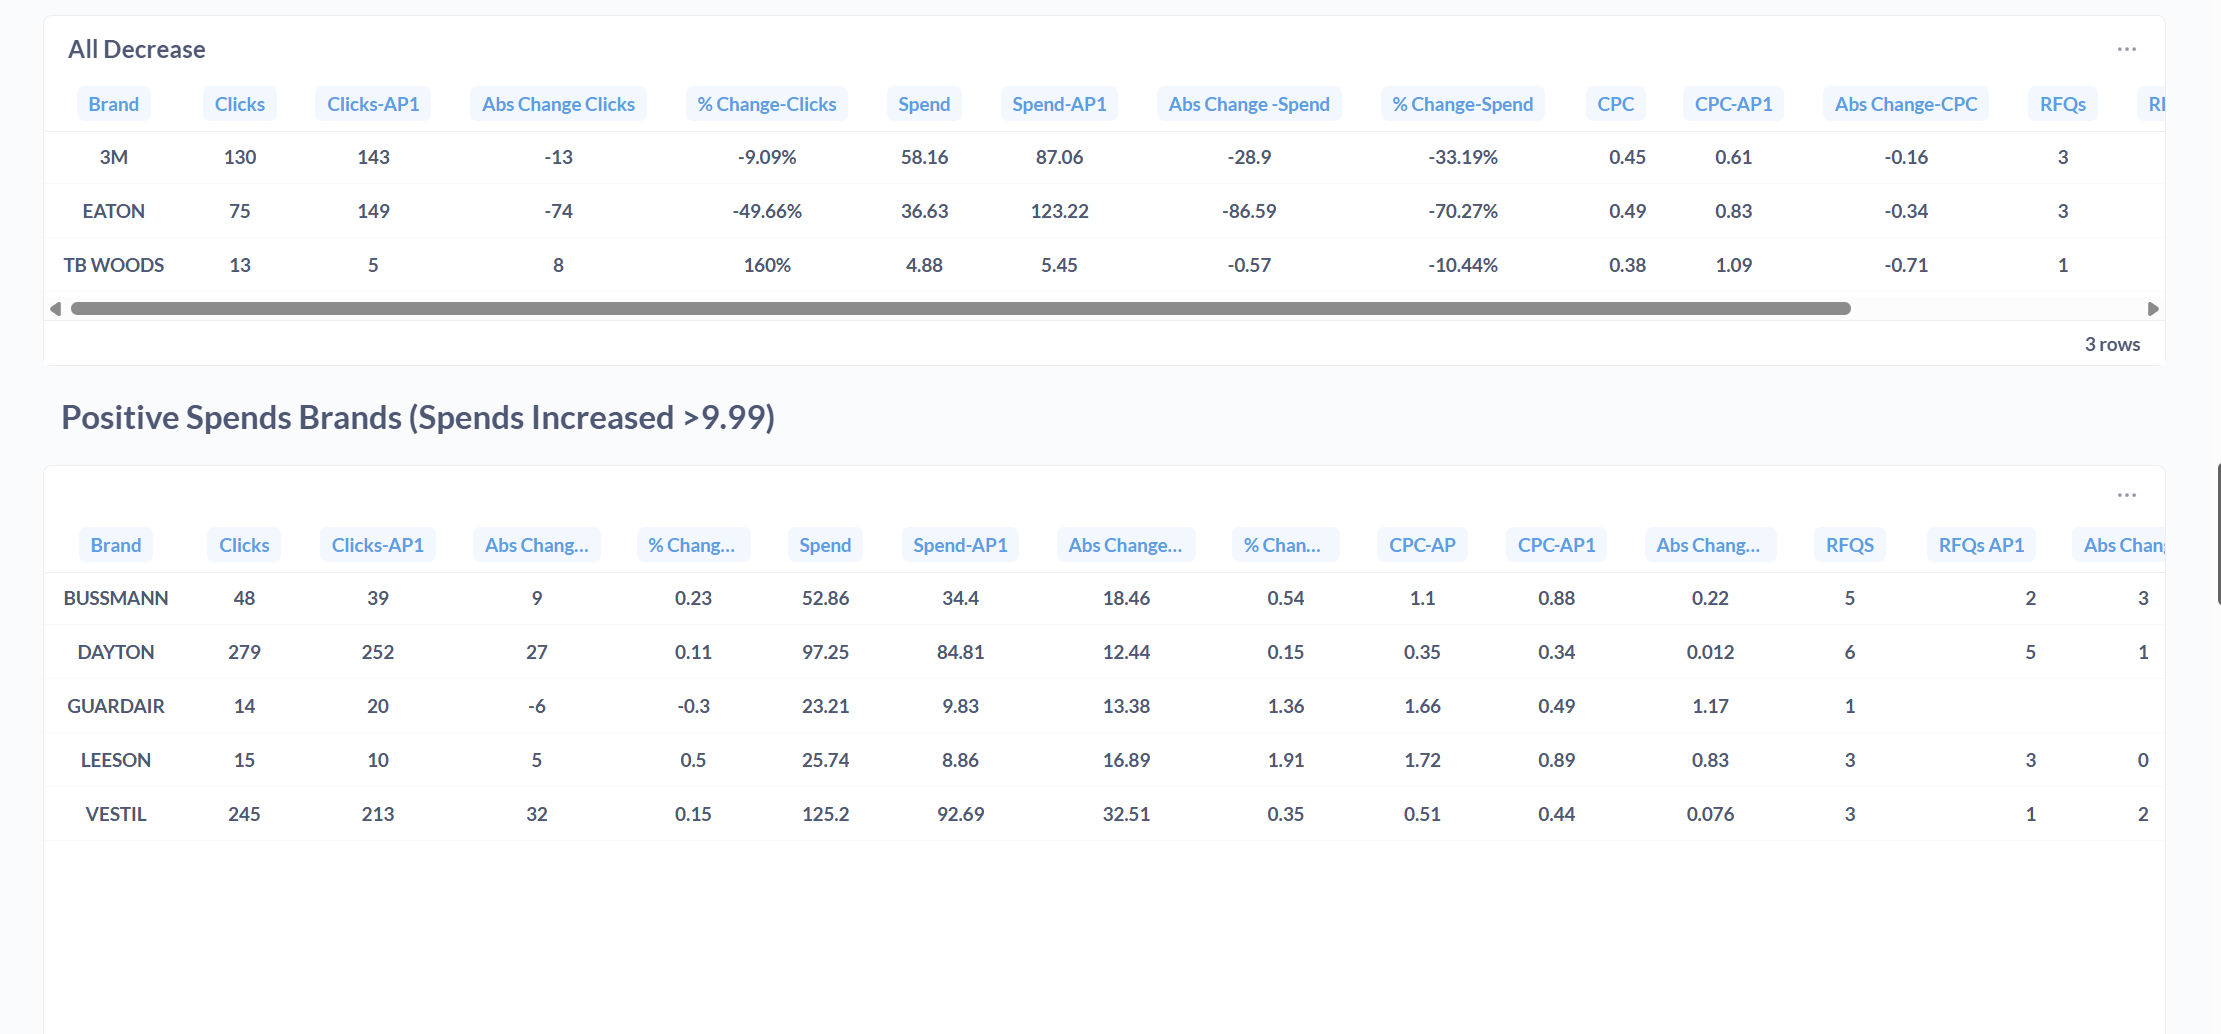 All Decrease
Brand Clicks Clicks-AP1 Abs Change Clicks % Change-Clicks Spend Spend-AP1 Abs Change -Spend % Change-Spend CPC CPC-AP1 Abs Change-CPC RFQs
3M 130 143 -13 -9.09% 58.16 87.06 -28.9 -33.19% 0.45 0.61 -0.16 3
EATON 75 149 -74 -49.66% 36.63 123.22 -86.59 -70.27% 0.49 0.83 -0.34 3
TB WOODS 13 5 8 160% 4.88 5.45 -0.57 -10.44% 0.38 1.09 -0.71 1
3 rows
Positive Spends Brands (Spends Increased >9.99)
Brand Clicks Clicks-AP1 Abs Chang... % Chang... Spend Spend-AP1 Abs Change... % Chan... CPC-AP CPC-AP1 Abs Chang... RFQS RFQs AP1 Abs Chan
BUSSMANN 48 39 9 0.23 52.86 34.4 18.46 0.54 1.1 0.88 0.22 5 2 3
DAYTON 279 252 27 0.11 97.25 84.81 12.44 0.15 0.35 0.34 0.012 6 5 1
GUARDAIR 14 20 -6 -0.3 23.21 9.83 13.38 1.36 1.66 0.49 1.17 1
LEESON 15 10 5 0.5 25.74 8.86 16.89 1.91 1.72 0.89 0.83 3 3 0
VESTIL 245 213 32 0.15 125.2 92.69 32.51 0.35 0.51 0.44 0.076 3 1 2